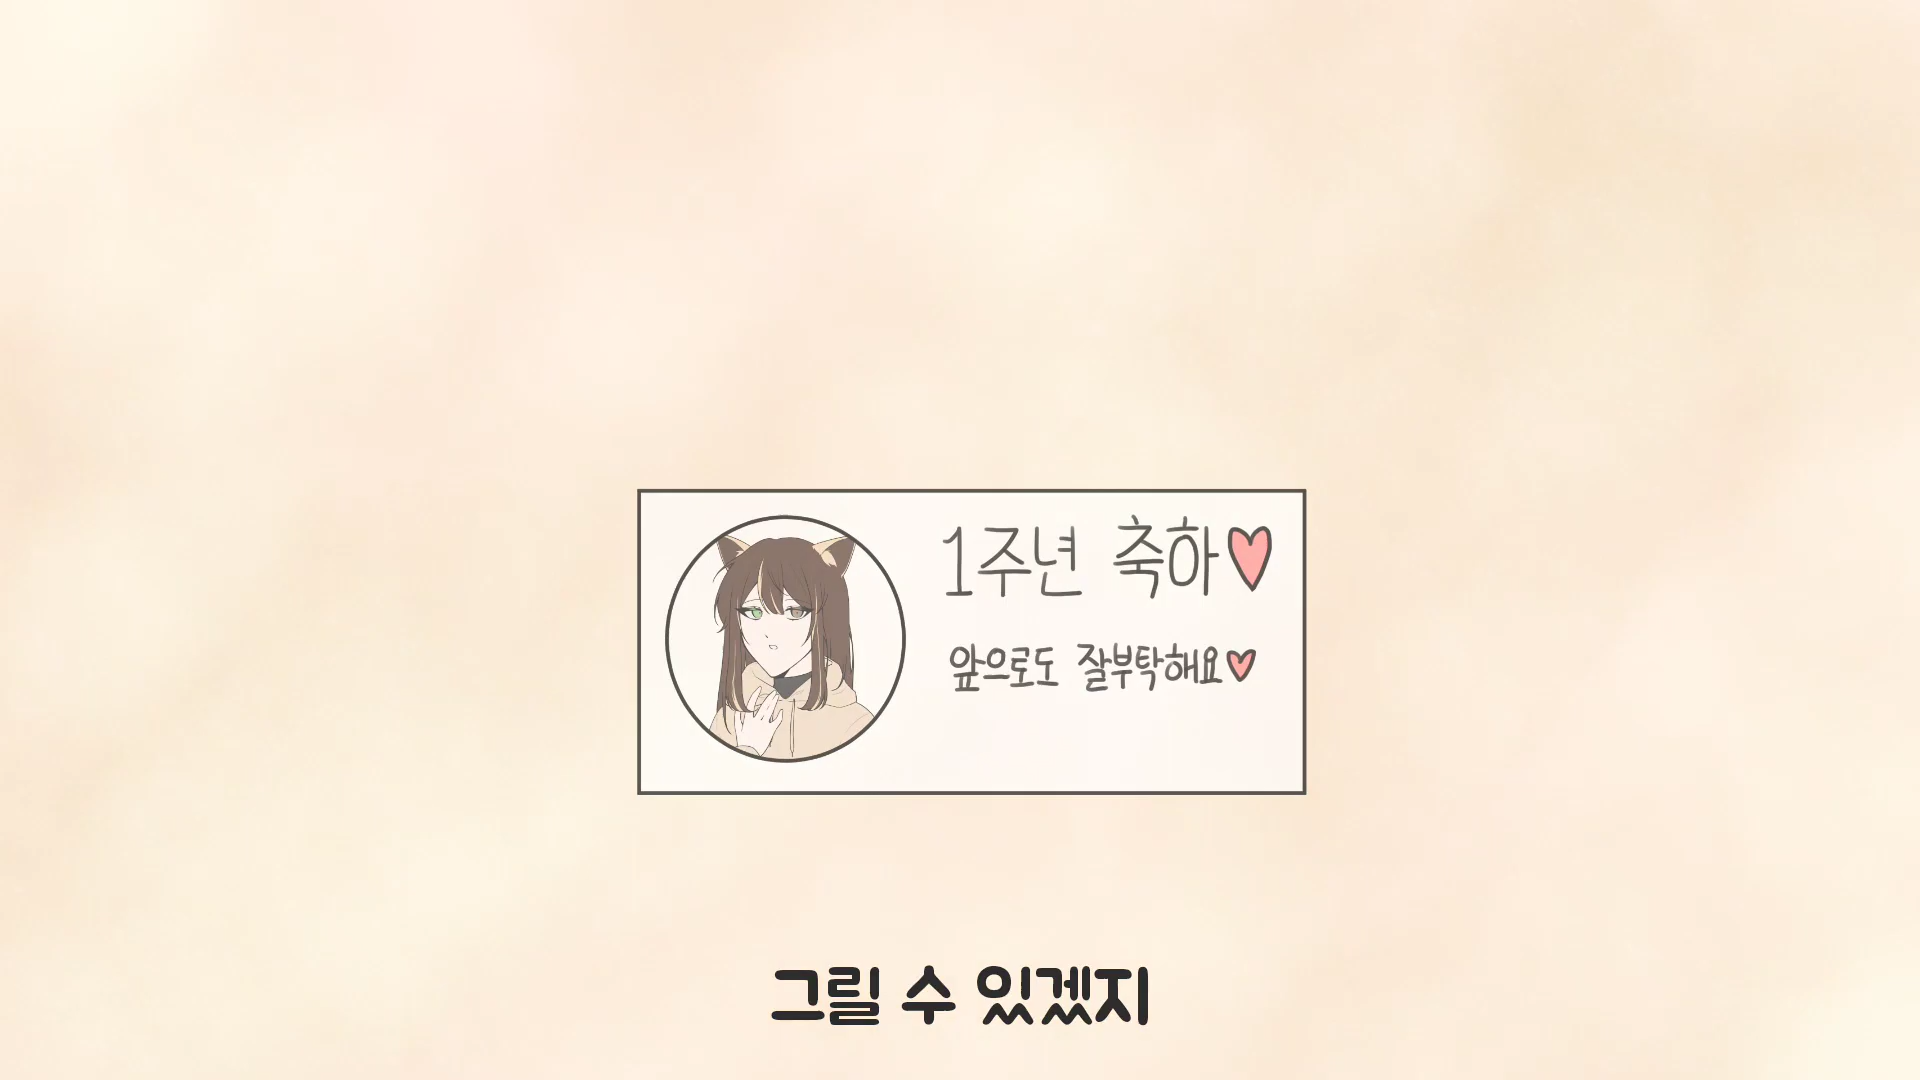 1주년 축하♥
앞으로도 잘부탁해요♥
그릴 수 있겠지